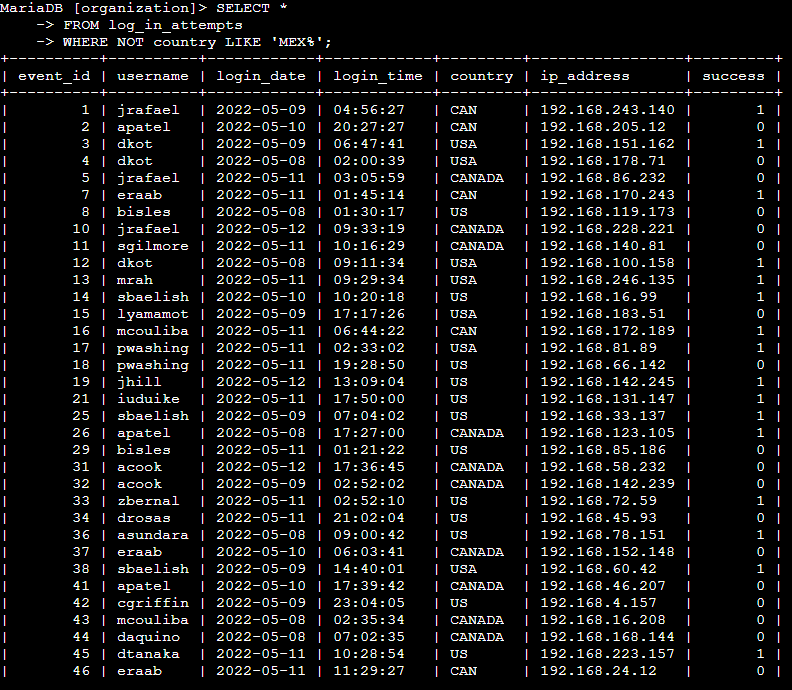 MariaDB [organization]> SELECT *
    -> FROM log_in_attempts
    -> WHERE NOT country LIKE 'MEX%';
+----------+----------+------------+------------+---------+-----------------+---------+
| event_id | username | login_date | login_time | country | ip_address      | success |
+----------+----------+------------+------------+---------+-----------------+---------+
|        1 | jrafael  | 2022-05-09 | 04:56:27   | CAN     | 192.168.243.140 |       1 |
|        2 | apatel   | 2022-05-10 | 20:27:27   | CAN     | 192.168.205.12  |       0 |
|        3 | dkot     | 2022-05-09 | 06:47:41   | USA     | 192.168.151.162 |       1 |
|        4 | dkot     | 2022-05-08 | 02:00:39   | USA     | 192.168.178.71  |       0 |
|        5 | jrafael  | 2022-05-11 | 03:05:59   | CANADA  | 192.168.86.232  |       0 |
|        7 | eraab    | 2022-05-11 | 01:45:14   | CAN     | 192.168.170.243 |       1 |
|        8 | bisles   | 2022-05-08 | 01:30:17   | US      | 192.168.119.173 |       0 |
|       10 | jrafael  | 2022-05-12 | 09:33:19   | CANADA  | 192.168.228.221 |       0 |
|       11 | sgilmore | 2022-05-11 | 10:16:29   | CANADA  | 192.168.140.81  |       0 |
|       12 | dkot     | 2022-05-08 | 09:11:34   | USA     | 192.168.100.158 |       1 |
|       13 | mrah     | 2022-05-11 | 09:29:34   | USA     | 192.168.246.135 |       1 |
|       14 | sbaelish | 2022-05-10 | 10:20:18   | US      | 192.168.16.99   |       1 |
|       15 | lyamamot | 2022-05-09 | 17:17:26   | USA     | 192.168.183.51  |       0 |
|       16 | mcouliba | 2022-05-11 | 06:44:22   | CAN     | 192.168.172.189 |       1 |
|       17 | pwashing | 2022-05-11 | 02:33:02   | USA     | 192.168.81.89   |       1 |
|       18 | pwashing | 2022-05-11 | 19:28:50   | US      | 192.168.66.142  |       0 |
|       19 | jhill    | 2022-05-12 | 13:09:04   | US      | 192.168.142.245 |       1 |
|       21 | iuduike  | 2022-05-11 | 17:50:00   | US      | 192.168.131.147 |       1 |
|       25 | sbaelish | 2022-05-09 | 07:04:02   | US      | 192.168.33.137  |       1 |
|       26 | apatel   | 2022-05-08 | 17:27:00   | CANADA  | 192.168.123.105 |       1 |
|       29 | bisles   | 2022-05-11 | 01:21:22   | US      | 192.168.85.186  |       0 |
|       31 | acook    | 2022-05-12 | 17:36:45   | CANADA  | 192.168.58.232  |       0 |
|       32 | acook    | 2022-05-09 | 02:52:02   | CANADA  | 192.168.142.239 |       0 |
|       33 | zbernal  | 2022-05-11 | 02:52:10   | US      | 192.168.72.59   |       1 |
|       34 | drosas   | 2022-05-11 | 21:02:04   | US      | 192.168.45.93   |       0 |
|       36 | asundara | 2022-05-08 | 09:00:42   | US      | 192.168.78.151  |       1 |
|       37 | eraab    | 2022-05-10 | 06:03:41   | CANADA  | 192.168.152.148 |       0 |
|       38 | sbaelish | 2022-05-09 | 14:40:01   | USA     | 192.168.60.42   |       1 |
|       41 | apatel   | 2022-05-10 | 17:39:42   | CANADA  | 192.168.46.207  |       0 |
|       42 | cgriffin | 2022-05-09 | 23:04:05   | US      | 192.168.4.157   |       0 |
|       43 | mcouliba | 2022-05-08 | 02:35:34   | CANADA  | 192.168.16.208  |       0 |
|       44 | daquino  | 2022-05-08 | 07:02:35   | CANADA  | 192.168.168.144 |       0 |
|       45 | dtanaka  | 2022-05-11 | 10:28:54   | US      | 192.168.223.157 |       1 |
|       46 | eraab    | 2022-05-11 | 11:29:27   | CAN     | 192.168.24.12   |       0 |